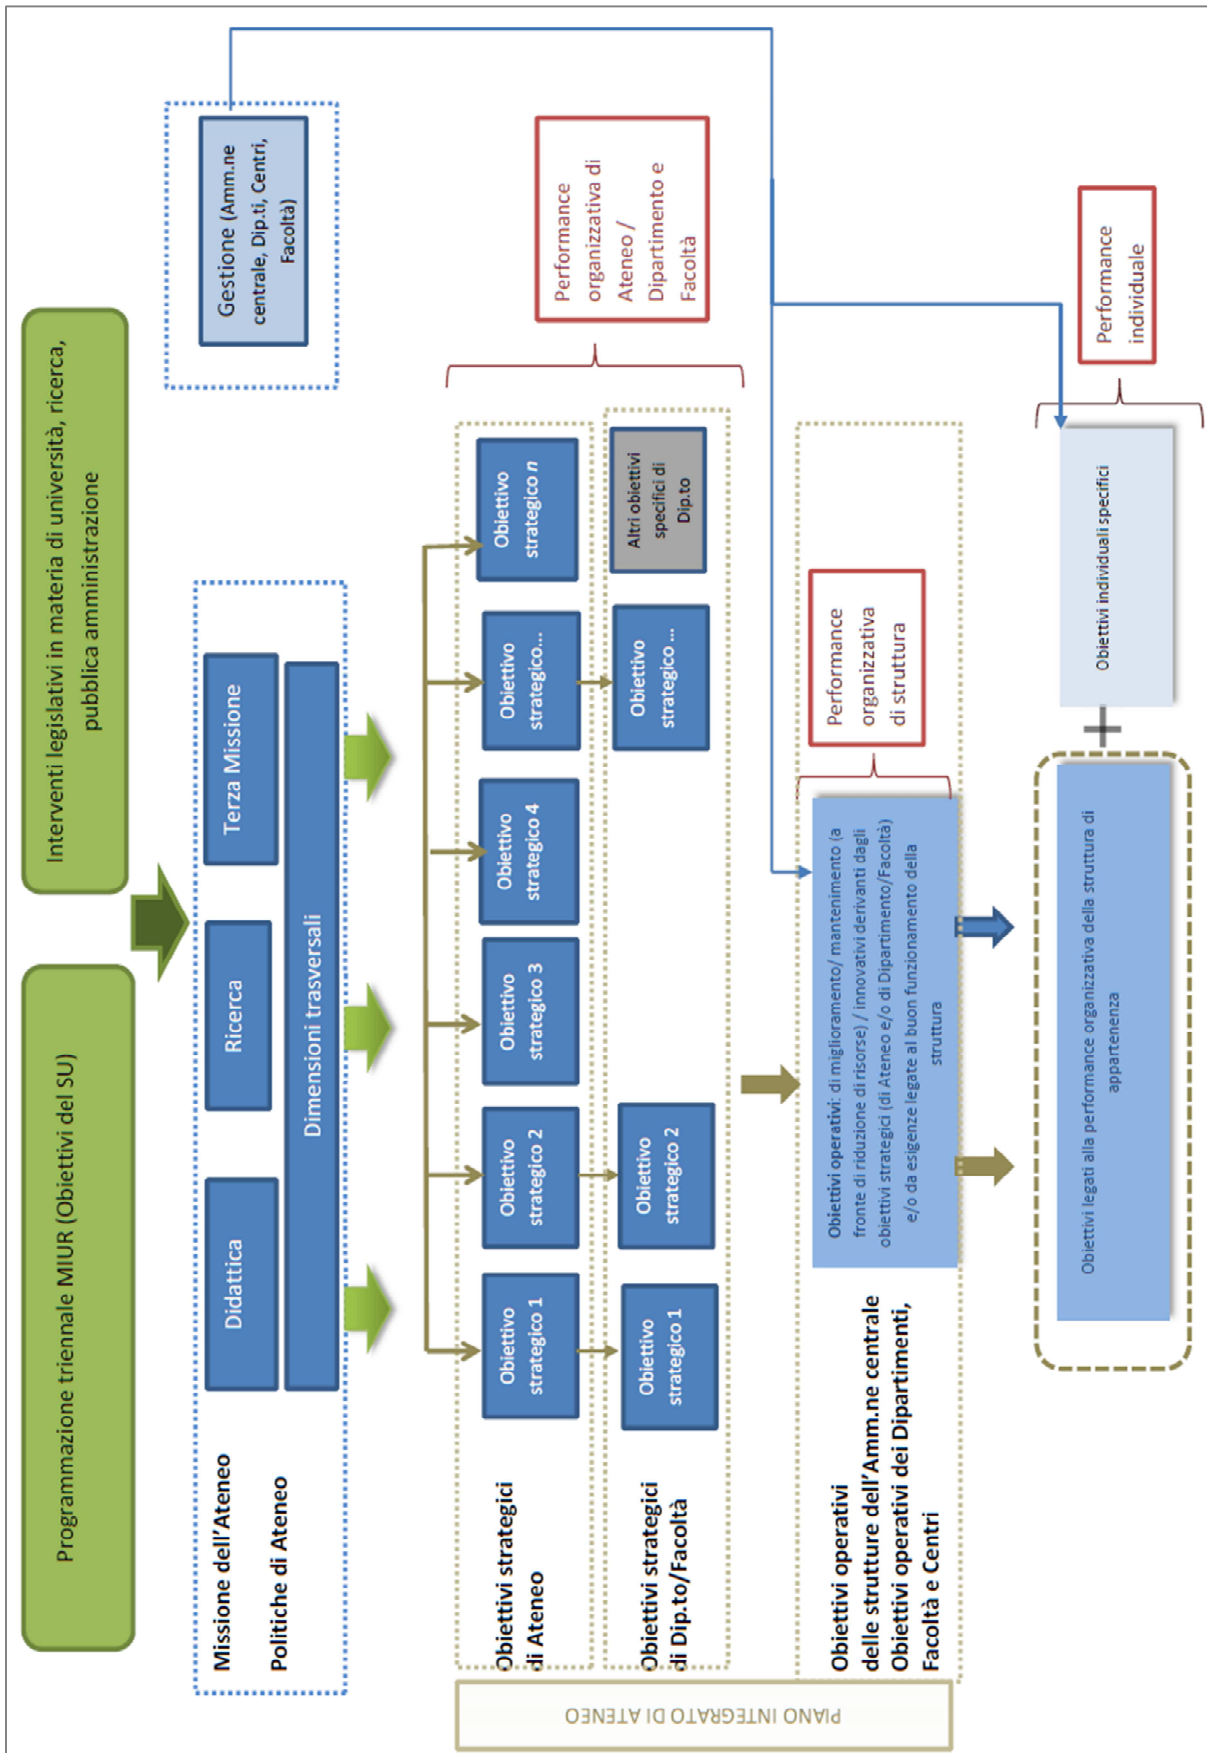 Programmazione triennale MIUR (Obiettivi del SU)
Interventi legislativi in materia di università, ricerca,
pubblica amministrazione
Missione dell'Ateneo
Politiche di Ateneo
Didattica
Ricerca
Terza Missione
Dimensioni trasversali
Gestione (Amm.ne
centrale, Dip.ti, Centri,
Facoltà)
PIANO INTEGRATO DI ATENEO
Obiettivi strategici
di Ateneo
Obiettivo
strategico 1
Obiettivo
strategico 2
Obiettivo
strategico 3
Obiettivo
strategico 4
Obiettivo
strategico...
Obiettivo
strategico n
Performance
organizzativa di
Ateneo /
Dipartimento e
Facoltà
Obiettivi strategici
di Dip.to/Facoltà
Obiettivo
strategico 1
Obiettivo
strategico 2
Obiettivo
strategico ...
Altri obiettivi
specifici di
Dip.to
Obiettivi operativi
delle strutture dell'Amm.ne centrale
Obiettivi operativi dei Dipartimenti,
Facoltà e Centri
Obiettivi operativi: di miglioramento/ mantenimento (a
fronte di riduzione di risorse) / innovativi derivanti dagli
obiettivi strategici (di Ateneo e/o di Dipartimento/Facoltà)
e/o da esigenze legate al buon funzionamento della
struttura
Performance
organizzativa
di struttura
Obiettivi legati alla performance organizzativa della struttura di
appartenenza
+
Obiettivi individuali specifici
Performance
individuale